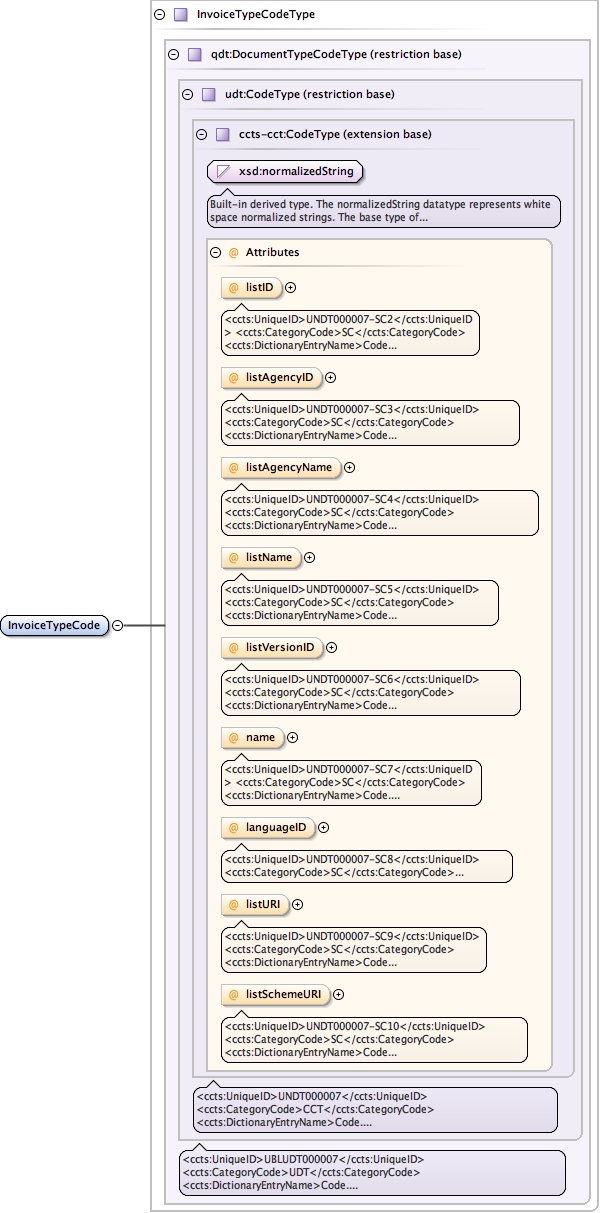 InvoiceTypeCodeType
qdt:DocumentTypeCodeType (restriction base)
udt:CodeType (restriction base)
ccts-cct:CodeType (extension base)
xsd:normalizedString
Built-in derived type. The normalizedString datatype represents white
space normalized strings. The base type of...
@ Attributes
@ listID
<ccts:UniqueID>UNDT000007-SC2</ccts:UniqueID
> <ccts:CategoryCode>SC</ccts:CategoryCode>
<ccts:DictionaryEntryName>Code...
@ listAgencyID
<ccts:UniqueID>UNDT000007-SC3</ccts:UniqueID>
<ccts:CategoryCode>SC</ccts:CategoryCode>
<ccts:DictionaryEntryName>Code...
@ listAgencyName
<ccts:UniqueID>UNDT000007-SC4</ccts:UniqueID>
<ccts:CategoryCode>SC</ccts:CategoryCode>
<ccts:DictionaryEntryName>Code...
@ listName
<ccts:UniqueID>UNDT000007-SC5</ccts:UniqueID>
<ccts:CategoryCode>SC</ccts:CategoryCode>
<ccts:DictionaryEntryName>Code...
InvoiceTypeCode
@ listVersionID
<ccts:UniqueID>UNDT000007-SC6</ccts:UniqueID>
<ccts:CategoryCode>SC</ccts:CategoryCode>
<ccts:DictionaryEntryName>Code...
@ name
<ccts:UniqueID>UNDT000007-SC7</ccts:UniqueID
> <ccts:CategoryCode>SC</ccts:CategoryCode>
<ccts:DictionaryEntryName>Code....
@ languageID
<ccts:UniqueID>UNDT000007-SC8</ccts:UniqueID>
<ccts:CategoryCode>SC</ccts:CategoryCode>...
@ listURI
<ccts:UniqueID>UNDT000007-SC9</ccts:UniqueID>
<ccts:CategoryCode>SC</ccts:CategoryCode>
<ccts:DictionaryEntryName>Code...
@ listSchemeURI
<ccts:UniqueID>UNDT000007-SC10</ccts:UniqueID>
<ccts:CategoryCode>SC</ccts:CategoryCode>
<ccts:DictionaryEntryName>Code...
<ccts:UniqueID>UNDT000007</ccts:UniqueID>
<ccts:CategoryCode>CCT</ccts:CategoryCode>
<ccts:DictionaryEntryName>Code....
<ccts:UniqueID>UBLUDT000007</ccts:UniqueID>
<ccts:CategoryCode>UDT</ccts:CategoryCode>
<ccts:DictionaryEntryName>Code....